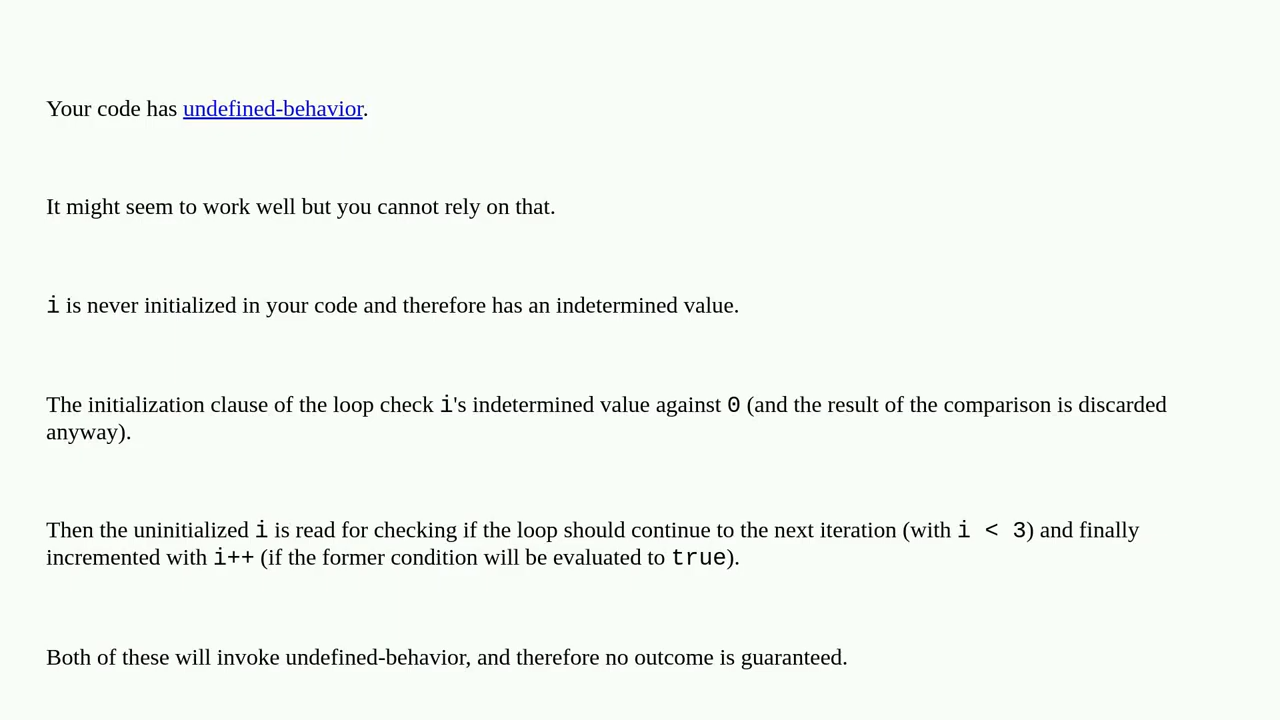 Your code has undefined-behavior.
It might seem to work well but you cannot rely on that.
i is never initialized in your code and therefore has an indetermined value.
The initialization clause of the loop check i's indetermined value against 0 (and the result of the comparison is discarded
anyway).
Then the uninitialized i is read for checking if the loop should continue to the next iteration (with i < 3) and finally
incremented with i++ (if the former condition will be evaluated to true).
Both of these will invoke undefined-behavior, and therefore no outcome is guaranteed.